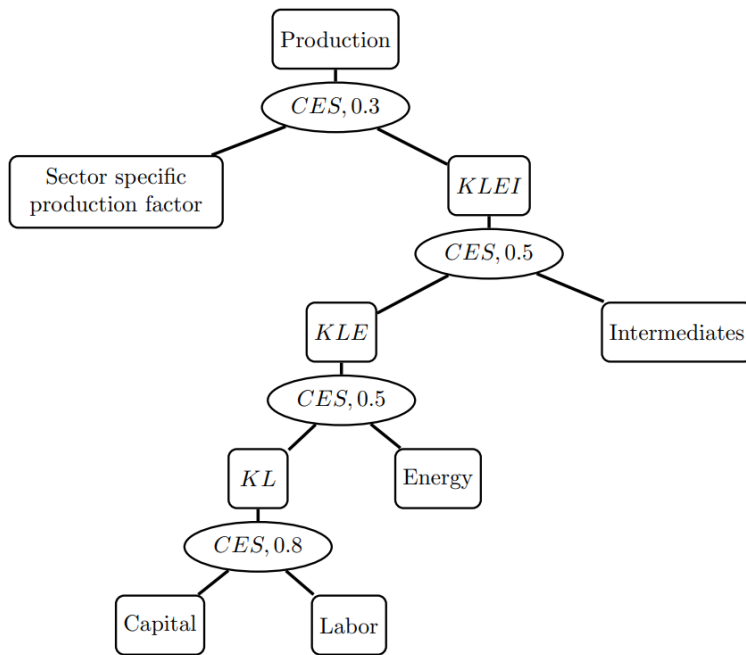 Production
CES, 0.3
Sector specific
production factor
KLEI
CES, 0.5
KLE
Intermediates
CES, 0.5
KL
Energy
CES, 0.8
Capital
Labor